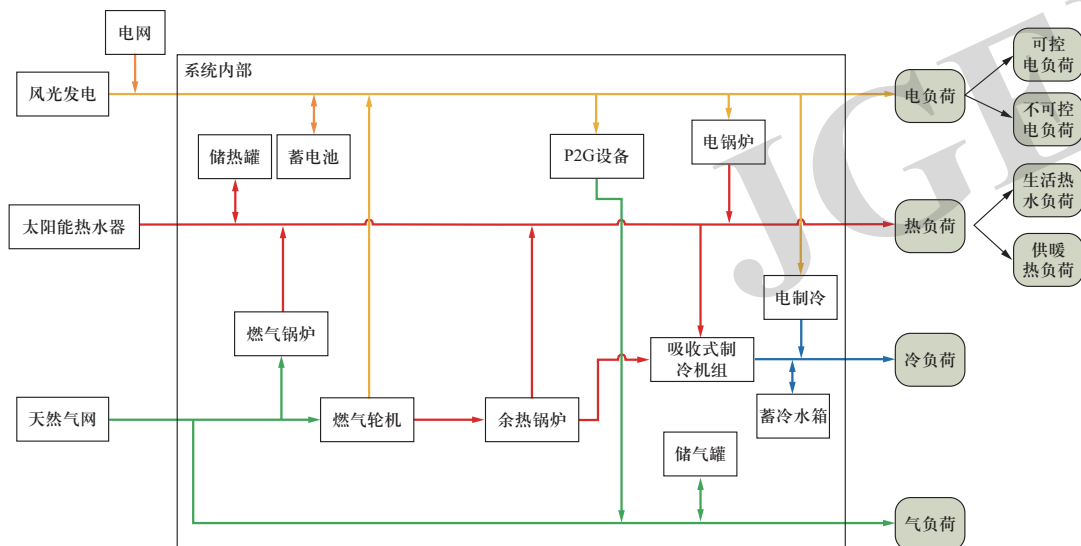 电网
系统内部
风光发电
电负荷
可控
电负荷
不可控
电负荷
储热罐
蓄电池
P2G设备
电锅炉
太阳能热水器
热负荷
生活热
水负荷
供暖
热负荷
电制冷
燃气锅炉
吸收式制
冷机组
冷负荷
天然气网
燃气轮机
余热锅炉
蓄冷水箱
储气罐
气负荷